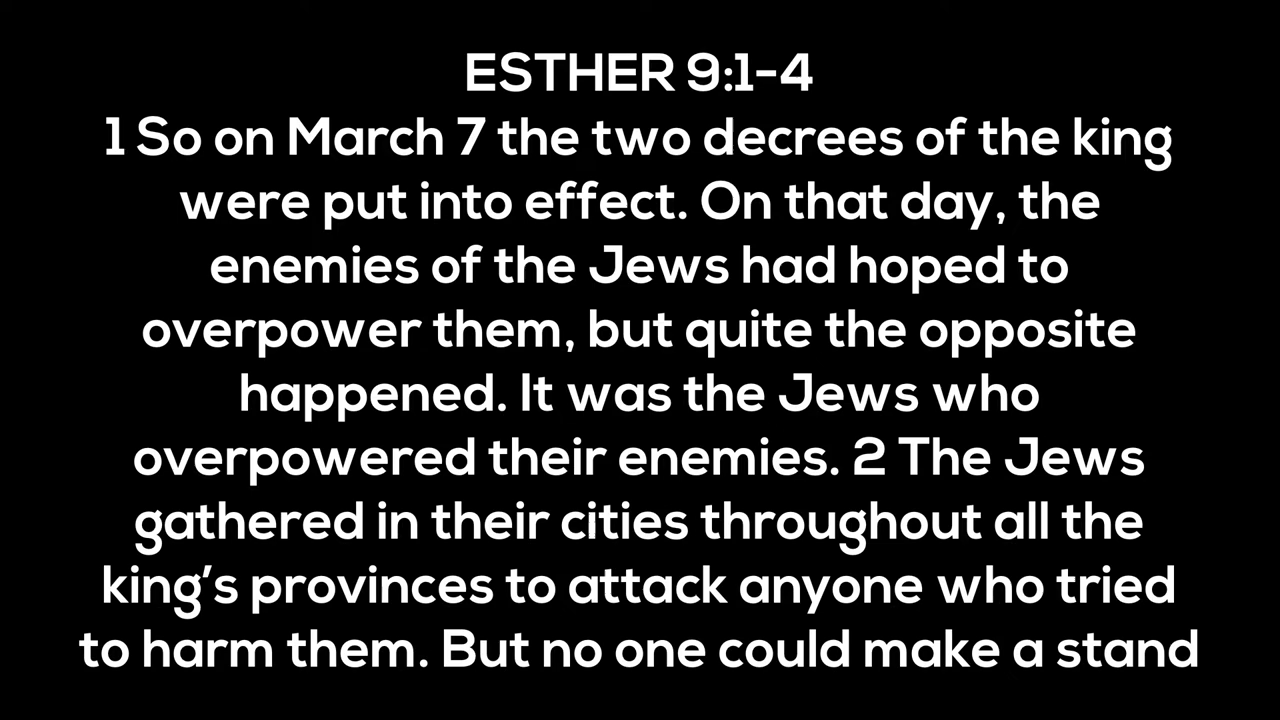 ESTHER 9:1-4
1 So on March 7 the two decrees of the king
were put into effect. On that day, the
enemies of the Jews had hoped to
overpower them, but quite the opposite
happened. It was the Jews who
overpowered their enemies. 2 The Jews
gathered in their cities throughout all the
king’s provinces to attack anyone who tried
to harm them. But no one could make a stand